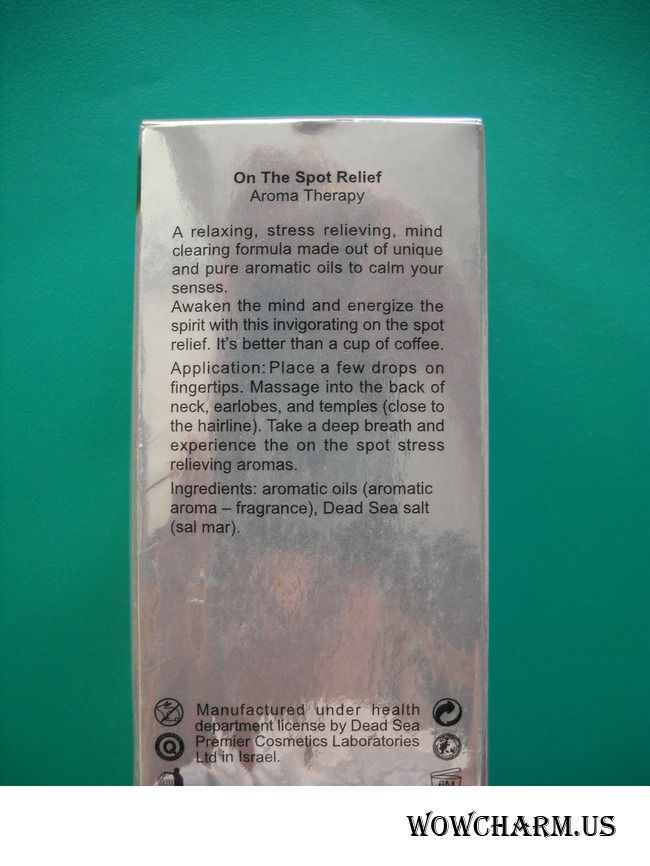 On The Spot Relief
Aroma Therapy
A relaxing, stress relieving, mind
clearing formula made out of unique
and pure aromatic oils to calm your
senses.
Awaken the mind and energize the
spirit with this invigorating on the spot
relief. It's better than a cup of coffee.
Application: Place a few drops on
fingertips. Massage into the back of
neck, earlobes, and temples (close to
the hairline). Take a deep breath and
experience the on the spot stress
relieving aromas.
Ingredients: aromatic oils (aromatic
aroma – fragrance), Dead Sea salt
(sal mar).
Manufactured under health
department license by Dead Sea
Premier Cosmetics Laboratories
Ltd in Israel.
Q
6M
WOWCHARM.US